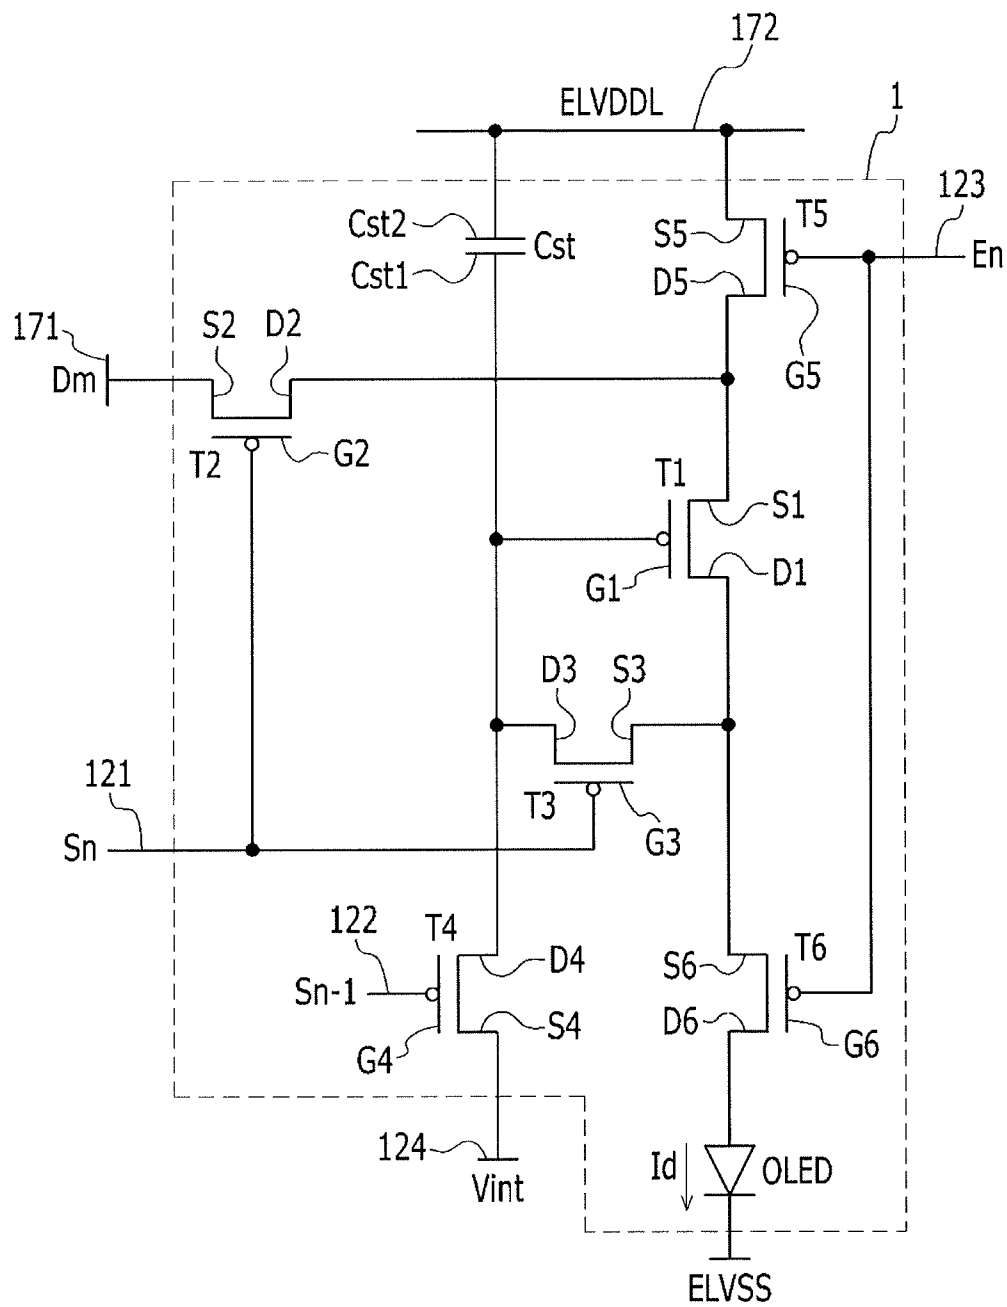 172
ELVDDL
1
123
T5
S5
En
Cst2
Cst
Cst1
D5
171
S2
D2
Dm
G5
T2
G2
T1
S1
G1
D1
D3
S3
121
T3
G3
Sn
122
T4
T6
D4
S6
Sn-1
S4
D6
G4
G6
124
Vint
Id
OLED
ELVSS